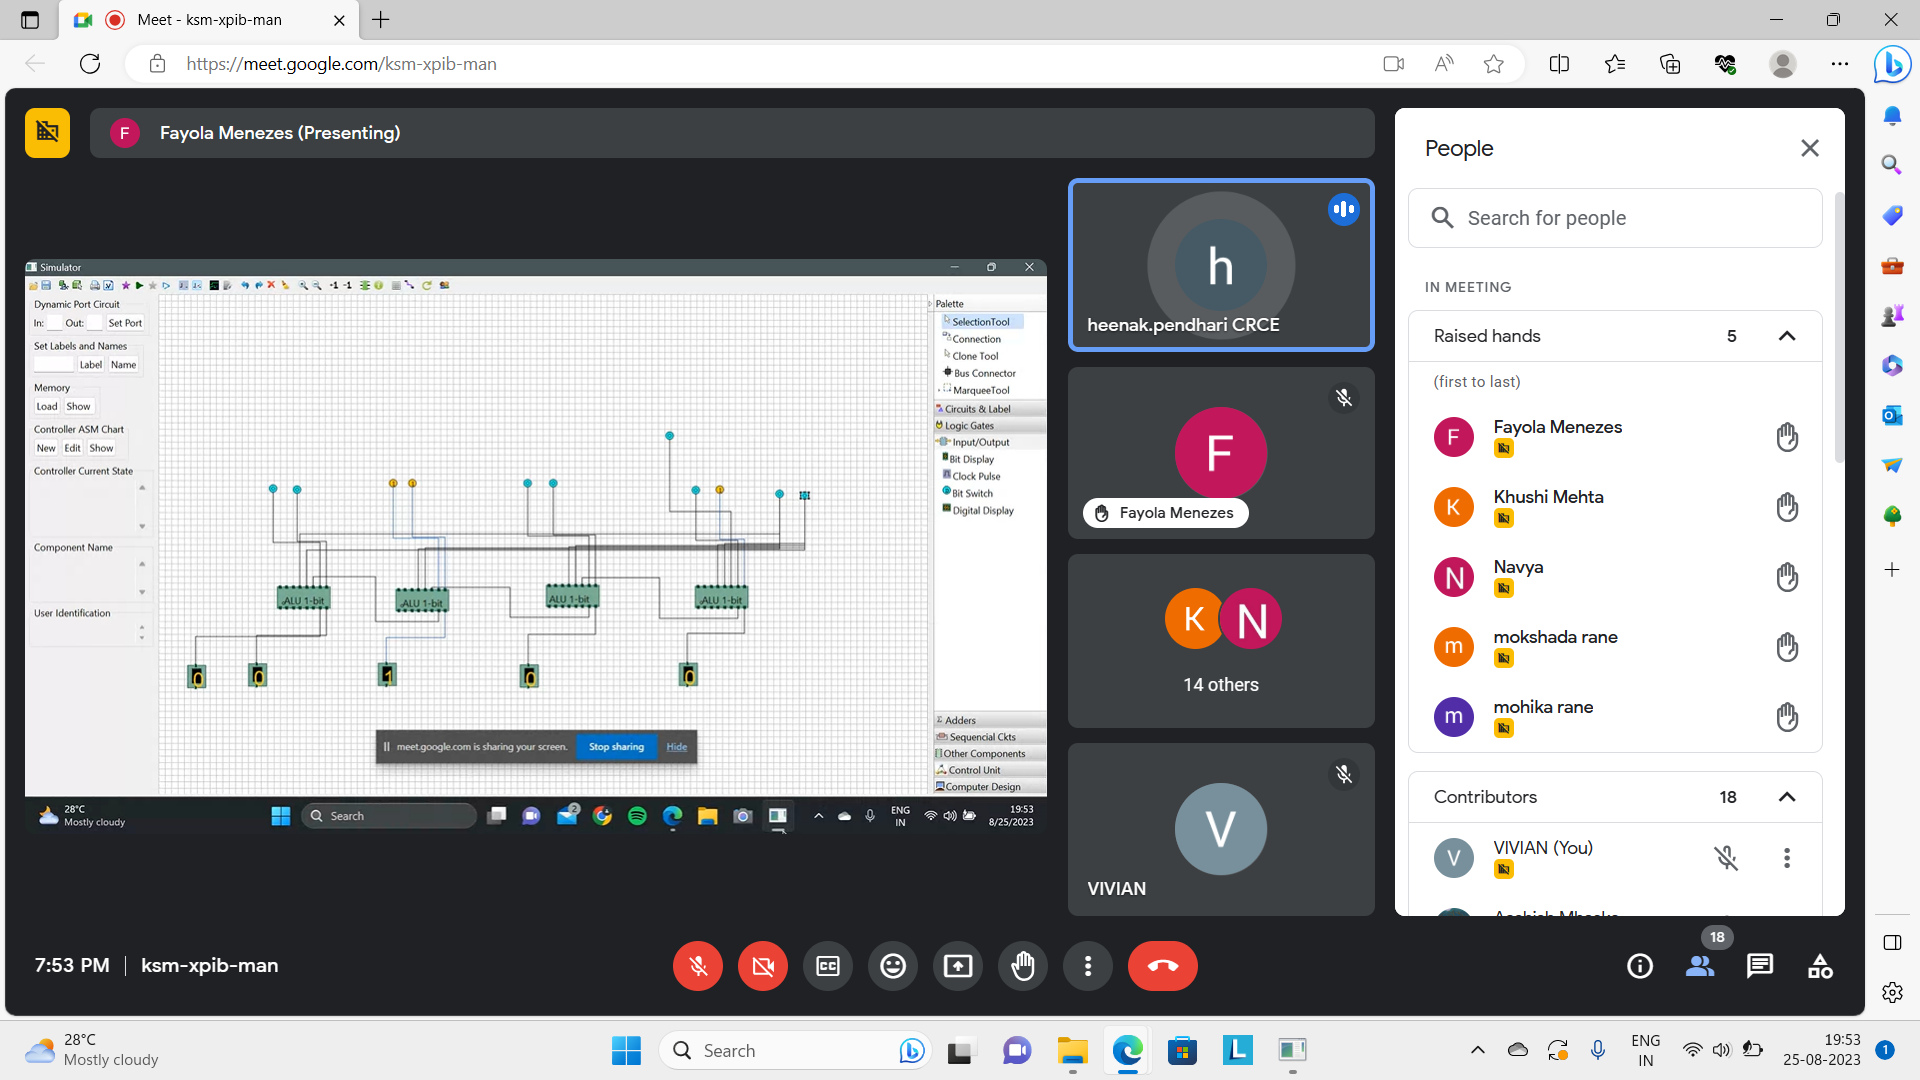 Meet - ksm-xpib-man
https://meet.google.com/ksm-xpib-man
F
Fayola Menezes (Presenting)
Simulator
Dynamic Port Circuit
In:
Out:
Set Port
Set Labels and Names
Label
Name
Memory
Load
Show
Controller ASM Chart
New
Edit
Show
Controller Current State
Component Name
User Identification
ALU 1-bit
ALU 1-bit
ALU 1-bit
ALU 1-bit
0
0
1
0
0
Palette
SelectionTool
Connection
Clone Tool
Bus Connector
MarqueeTool
Circuits & Label
Logic Gates
Input/Output
Bit Display
Clock Pulse
Bit Switch
Digital Display
Adders
Sequencial Ckts
Other Components
Control Unit
Computer Design
meet.google.com is sharing your screen.
Stop sharing
Hide
28°C
Mostly cloudy
Search
2
ENG
IN
19:53
8/25/2023
h
heenak.pendhari CRCE
F
Fayola Menezes
K
N
14 others
V
VIVIAN
People
Search for people
IN MEETING
Raised hands
5
(first to last)
F
Fayola Menezes
K
Khushi Mehta
N
Navya
m
mokshada rane
m
mohika rane
Contributors
18
V
VIVIAN (You)
7:53 PM
ksm-xpib-man
18
28°C
Mostly cloudy
Search
ENG
IN
19:53
25-08-2023
1